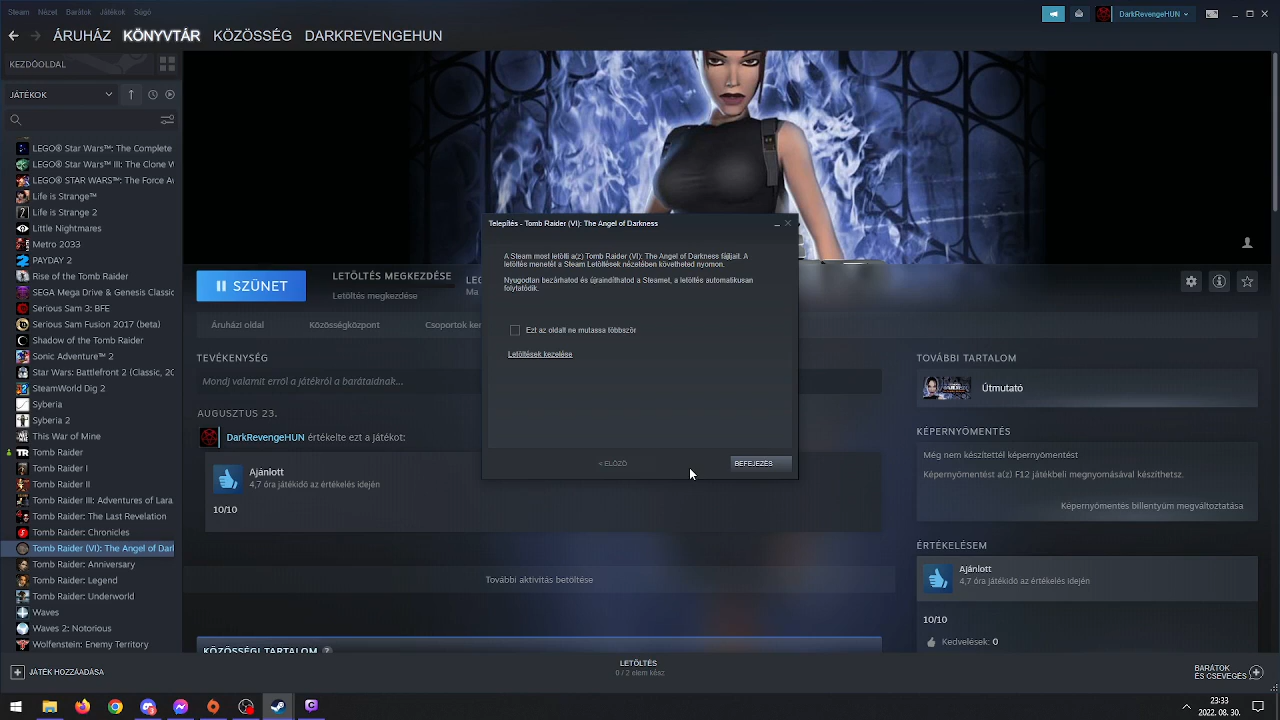 Steam Nézet Barátok Játékok Súgó
DarkRevengeHUN
ÁRUHÁZ KÖNYVTÁR KÖZÖSSÉG DARKREVENGEHUN
KEZDŐOLDAL
JÁTÉKOK
LEGO® Star Wars™: The Complete
LEGO® Star Wars™ III: The Clone V
LEGO® STAR WARS™: The Force A
Life is Strange™
Life is Strange 2
Little Nightmares
Metro 2033
PAYDAY 2
Rise of the Tomb Raider
SEGA Mega Drive & Genesis Classic
Serious Sam 3: BFE
Serious Sam Fusion 2017 (beta)
Shadow of the Tomb Raider
Sonic Adventure™ 2
Star Wars: Battlefront 2 (Classic, 20
SteamWorld Dig 2
Syberia
Syberia 2
This War of Mine
Tomb Raider
Tomb Raider I
Tomb Raider II
Tomb Raider III: Adventures of Lara
Tomb Raider: The Last Revelation
Tomb Raider: Chronicles
Tomb Raider (VI): The Angel of Darl
Tomb Raider: Anniversary
Tomb Raider: Legend
Tomb Raider: Underworld
Waves
Waves 2: Notorious
Wolfenstein: Enemy Territory
JÁTÉK HOZZÁADÁSA
SZÜNET
LETÖLTÉS MEGKEZDÉSE
Letöltés megkezdése
LEG
Ma
Áruházi oldal Közösségközpont Csoportok ker
Telepítés - Tomb Raider (VI): The Angel of Darkness
A Steam most letölti a(z) Tomb Raider (VI): The Angel of Darkness fájljait. A
letöltés menetét a Steam Letöltések nézetében követheted nyomon.
Nyugodtan bezárhatod és újraindíthatod a Steamet, a letöltés automatikusan
folytatódik.
Ezt az oldalt ne mutassa többször
Letöltések kezelése
< ELŐZŐ
BEFEJEZÉS
TEVÉKENYSÉG
Mondj valamit erről a játékról a barátaidnak...
AUGUSZTUS 23.
DarkRevengeHUN értékelte ezt a játékot:
Ajánlott
4,7 óra játékidő az értékelés idején
10/10
További aktivitás betöltése
KÖZÖSSÉGI TARTALOM ?
TOVÁBBI TARTALOM
Útmutató
KÉPERNYŐMENTÉS
Még nem készítettél képernyőmentést
Képernyőmentést a(z) F12 játékbeli megnyomásával készíthetsz.
Képernyőmentés billentyűm megváltoztatása
ÉRTÉKELÉSEM
Ajánlott
4,7 óra játékidő az értékelés idején
10/10
Kedvelések: 0
LETÖLTÉS
0 / 2 elem kész
BARÁTOK
ÉS CSEVEGÉS
23:33
2022. 08. 30.